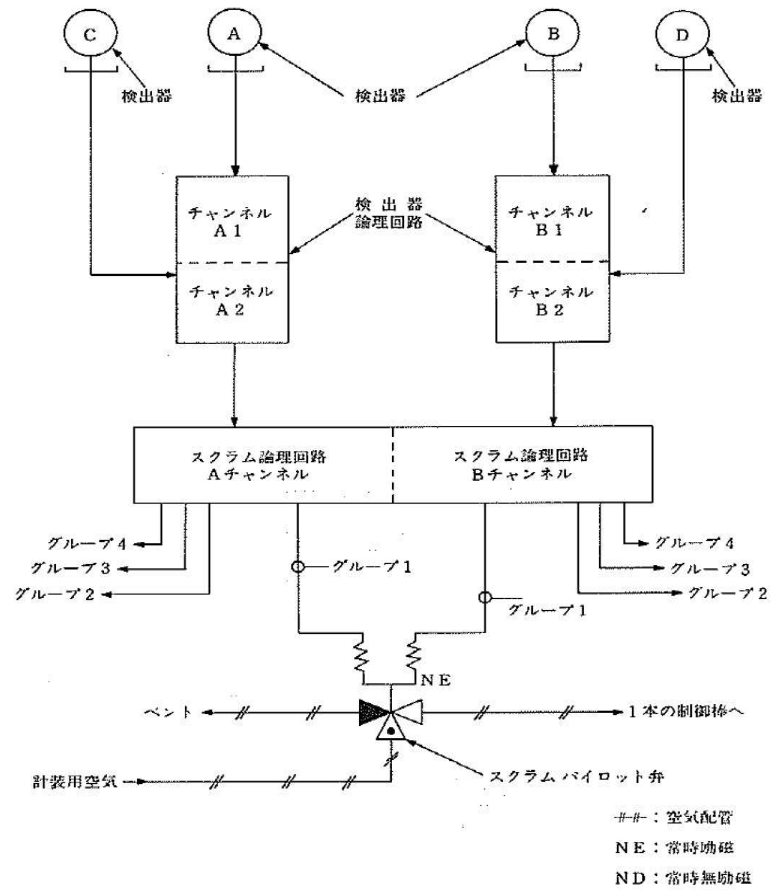 C
A
B
D
検出器
検出器
検出器
チャンネル
A1
チャンネル
A2
検出器
論理回路
チャンネル
B1
チャンネル
B2
スクラム論理回路
Aチャンネル
スクラム論理回路
Bチャンネル
グループ4
グループ3
グループ2
グループ1
グループ1
グループ4
グループ3
グループ2
NE
ベント
1本の制御棒へ
スクラムパイロット弁
計装用空気
：空気配管
NE：常時励磁
ND：常時無励磁